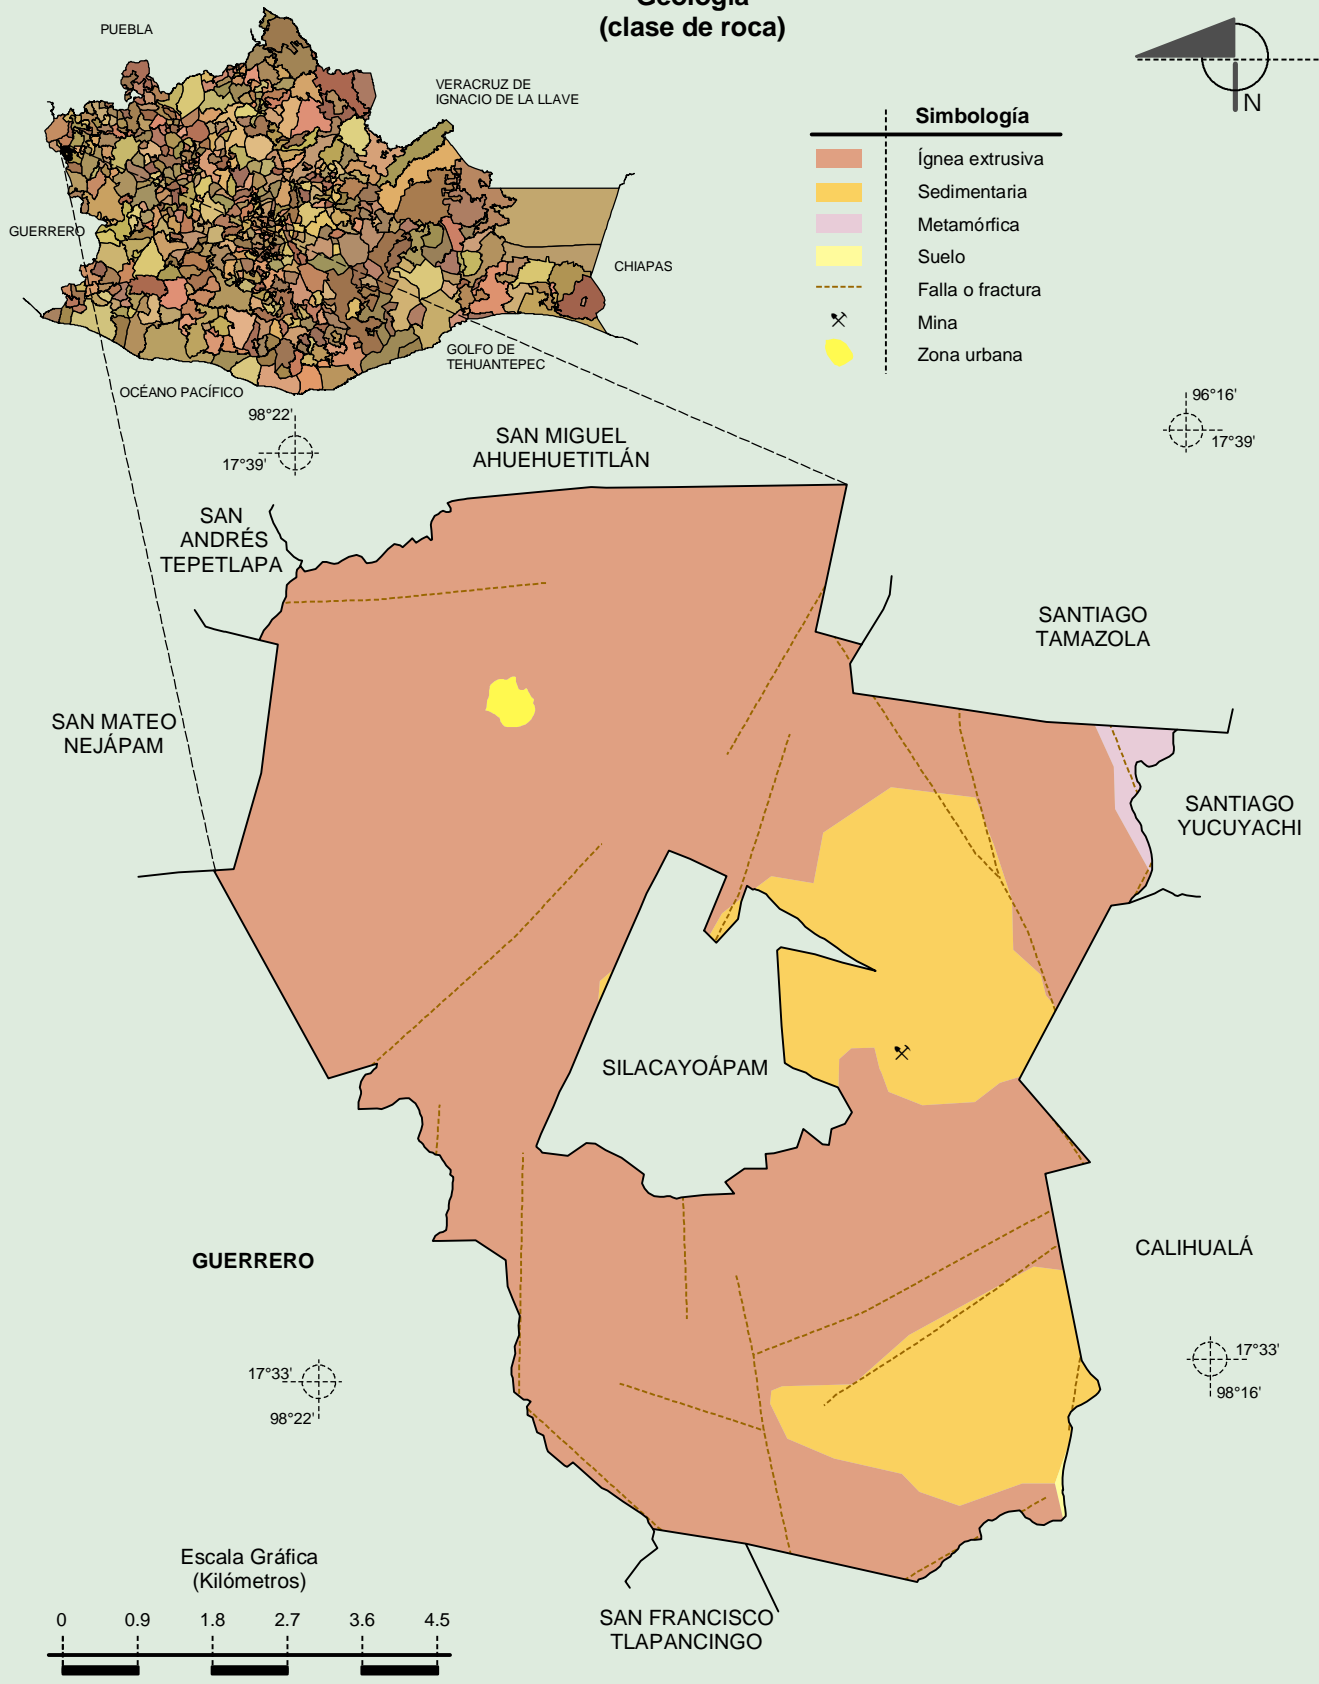 Geología
(clase de roca)
PUEBLA
VERACRUZ DE
IGNACIO DE LA LLAVE
GUERRERO
CHIAPAS
GOLFO DE
TEHUANTEPEC
OCÉANO PACÍFICO
N
Simbología
Ígnea extrusiva
Sedimentaria
Metamórfica
Suelo
Falla o fractura
Mina
Zona urbana
98°22'
17°39'
96°16'
17°39'
SAN MIGUEL
AHUEHUETITLÁN
SAN
ANDRÉS
TEPETLAPA
SANTIAGO
TAMAZOLA
SAN MATEO
NEJÁPAM
SANTIAGO
YUCUYACHI
SILACAYOÁPAM
GUERRERO
CALIHUALÁ
17°33'
98°22'
17°33'
98°16'
Escala Gráfica
(Kilómetros)
0 0.9 1.8 2.7 3.6 4.5
SAN FRANCISCO
TLAPANCINGO